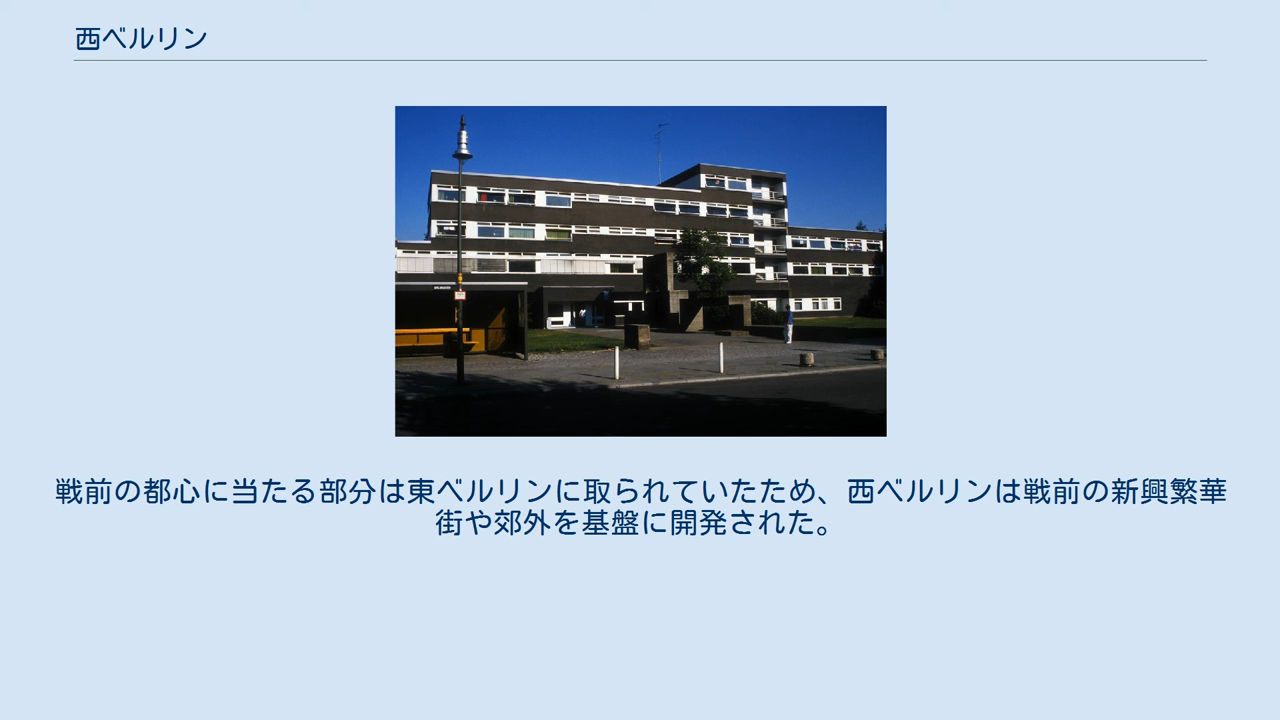 西ベルリン
戦前の都心に当たる部分は東ベルリンに取られていたため、西ベルリンは戦前の新興繁華
街や郊外を基盤に開発された。